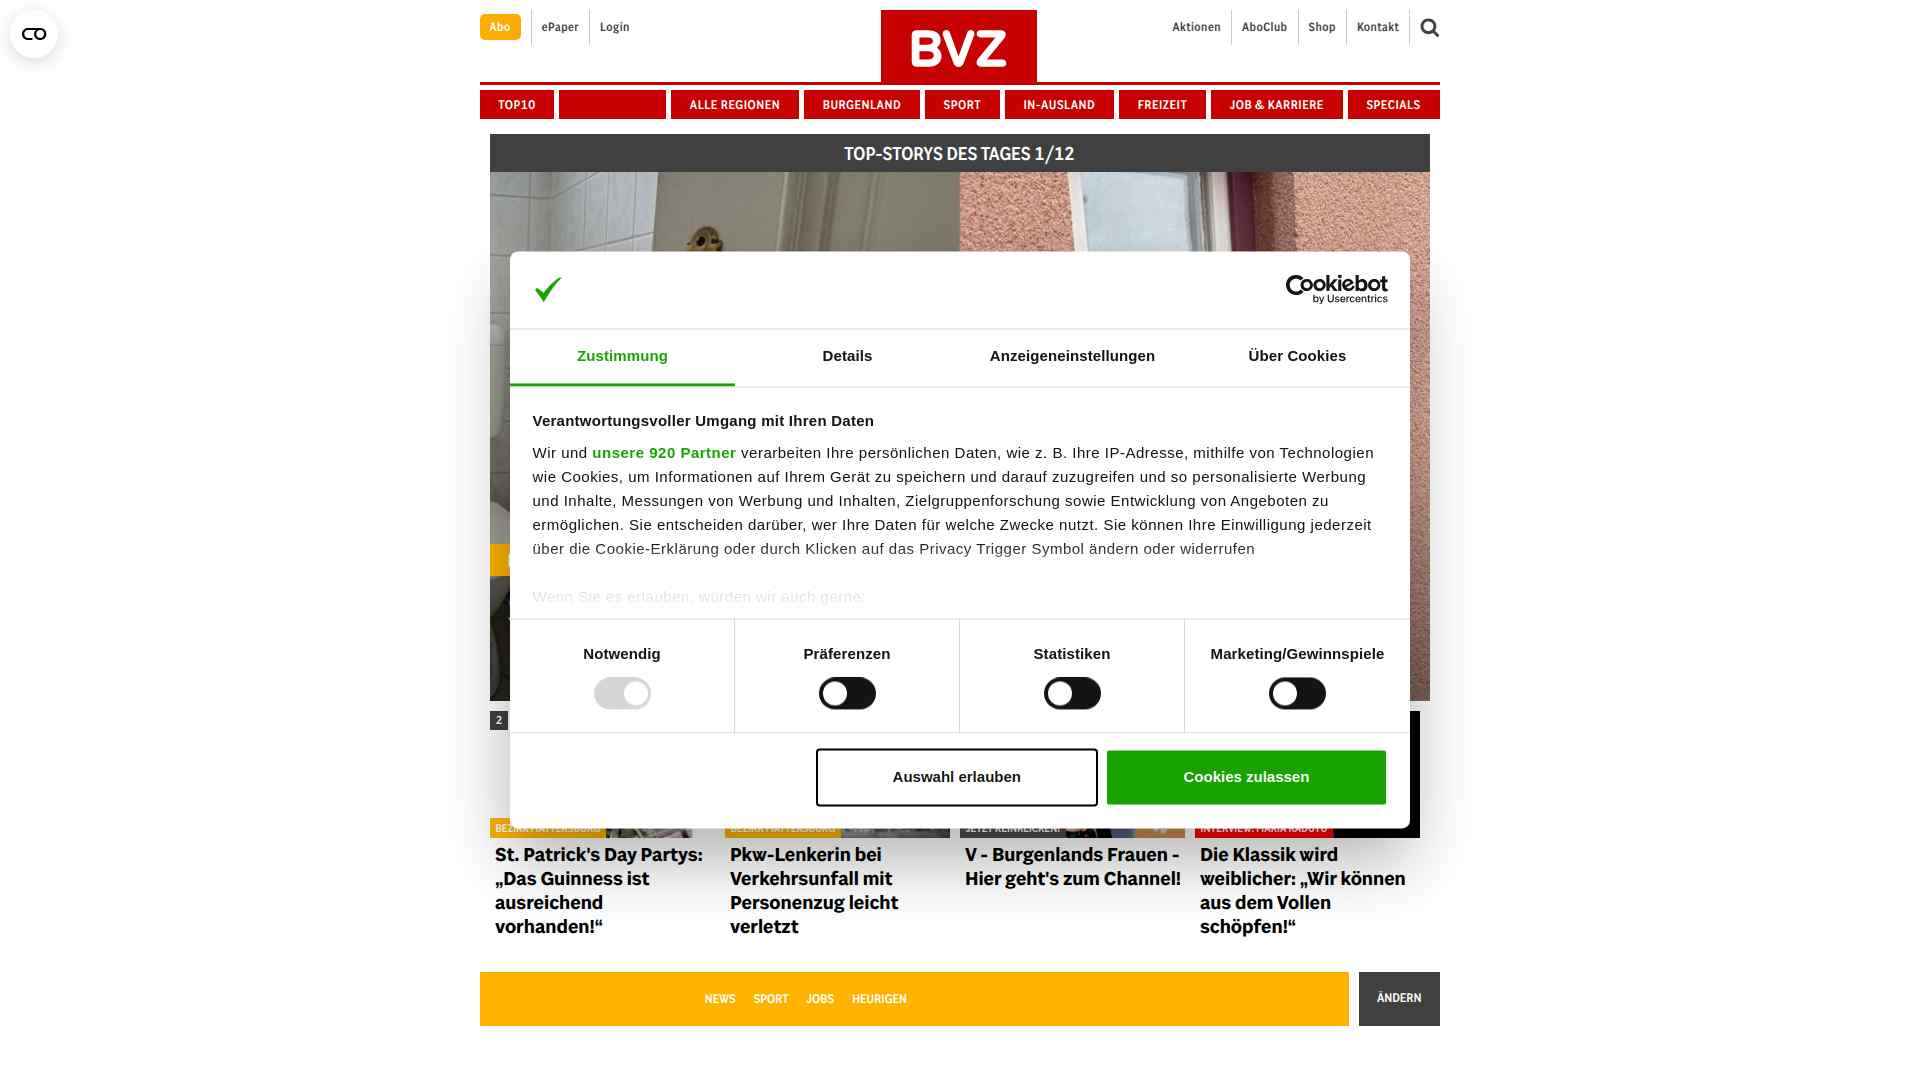 Abo
ePaper
Login
BVZ
Aktionen
AboClub
Shop
Kontakt
TOP10
ALLE REGIONEN
BURGENLAND
SPORT
IN-AUSLAND
FREIZEIT
JOB & KARRIERE
SPECIALS
TOP-STORYS DES TAGES 1/12
Cookiebot
by Usercentrics
Zustimmung
Details
Anzeigeneinstellungen
Über Cookies
Verantwortungsvoller Umgang mit Ihren Daten
Wir und unsere 920 Partner verarbeiten Ihre persönlichen Daten, wie z. B. Ihre IP-Adresse, mithilfe von Technologien
wie Cookies, um Informationen auf Ihrem Gerät zu speichern und darauf zuzugreifen und so personalisierte Werbung
und Inhalte, Messungen von Werbung und Inhalten, Zielgruppenforschung sowie Entwicklung von Angeboten zu
ermöglichen. Sie entscheiden darüber, wer Ihre Daten für welche Zwecke nutzt. Sie können Ihre Einwilligung jederzeit
über die Cookie-Erklärung oder durch Klicken auf das Privacy Trigger Symbol ändern oder widerrufen
Wenn Sie es erlauben, würden wir auch gerne:
Notwendig
Präferenzen
Statistiken
Marketing/Gewinnspiele
2
Auswahl erlauben
Cookies zulassen
BEZIRK MATTERSBURG
BEZIRK MATTERSBURG
JETZT REINKLICKEN!
INTERVIEW: MARIA RADUTU
St. Patrick's Day Partys:
„Das Guinness ist
ausreichend
vorhanden!“
Pkw-Lenkerin bei
Verkehrsunfall mit
Personenzug leicht
verletzt
V - Burgenlands Frauen -
Hier geht's zum Channel!
Die Klassik wird
weiblicher: „Wir können
aus dem Vollen
schöpfen!“
NEWS
SPORT
JOBS
HEURIGEN
ÄNDERN